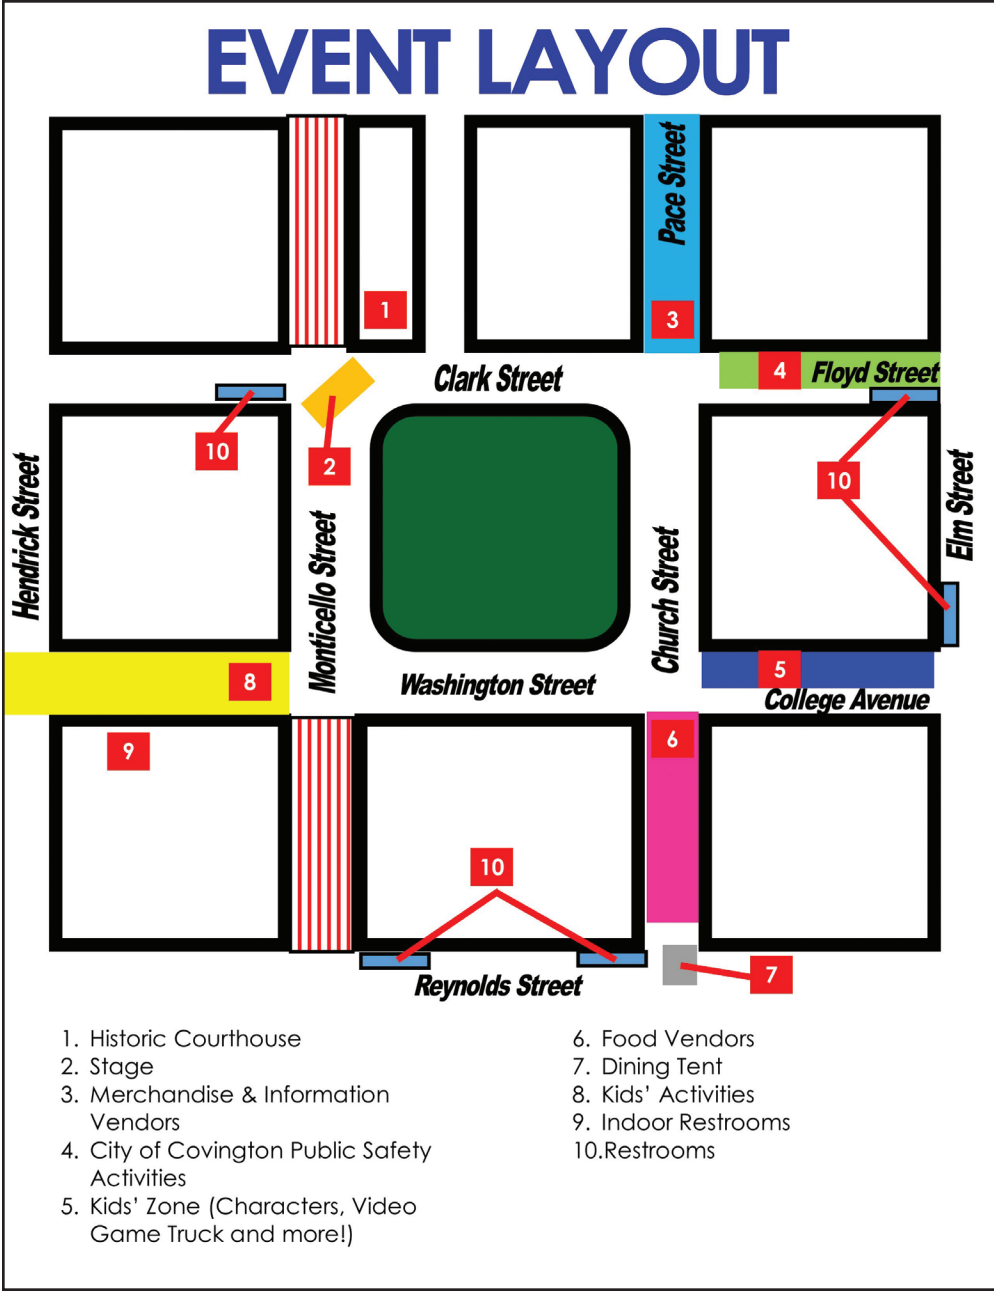 EVENT LAYOUT
Pace Street
1
3
Clark Street
4
Floyd Street
10
2
10
Hendrick Street
Monticello Street
Church Street
Elm Street
8
Washington Street
5
College Avenue
9
6
10
7
Reynolds Street
1. Historic Courthouse
2. Stage
3. Merchandise & Information
Vendors
4. City of Covington Public Safety
Activities
5. Kids' Zone (Characters, Video
Game Truck and more!)
6. Food Vendors
7. Dining Tent
8. Kids' Activities
9. Indoor Restrooms
10.Restrooms